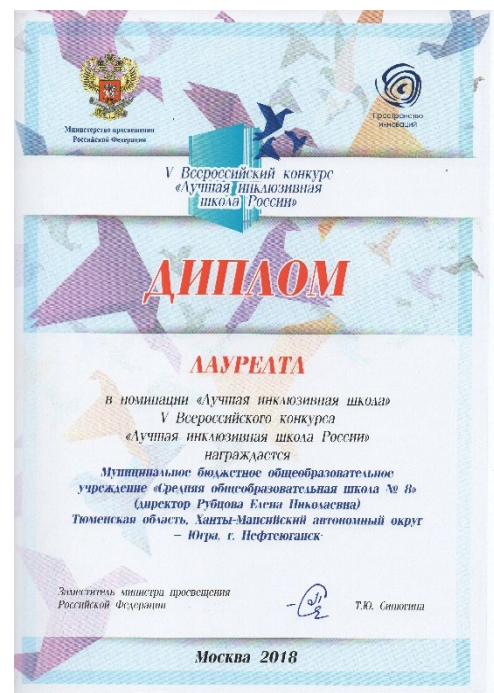 Министерство просвещения
Российской Федерации
Пространство
инноваций
V Всероссийский конкурс
«Лучшая инклюзивная
школа России»
ДИПЛОМ
ЛАУРЕАТА
в номинации «Лучшая инклюзивная школа»
V Всероссийского конкурса
«Лучшая инклюзивная школа России»
награждается
Муниципальное бюджетное общеобразовательное
учреждение «Средняя общеобразовательная школа № 8»
(директор Рубцова Елена Николаевна)
Тюменская область, Ханты-Мансийский автономный округ
– Югра, г. Нефтеюганск
Заместитель министра просвещения
Российской Федерации
Т.Ю. Синюгина
Москва 2018